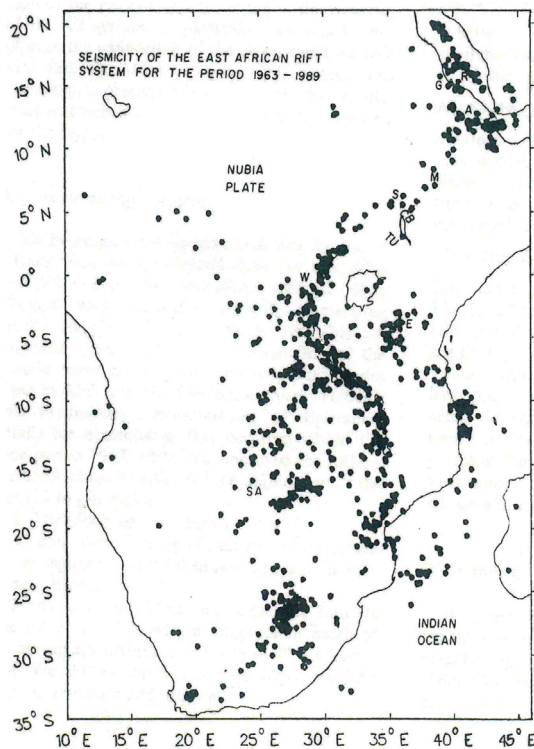 SEISMICITY OF THE EAST AFRICAN RIFT
SYSTEM FOR THE PERIOD 1963 - 1989
20° N
15° N
10° N
5° N
0° N
5° S
10° S
15° S
20° S
25° S
30° S
35° S
NUBIA
PLATE
G
R
A
M
S
B
TU
W
E
SA
INDIAN
OCEAN
10° E
15° E
20° E
25° E
30° E
35° E
40° E
45° E